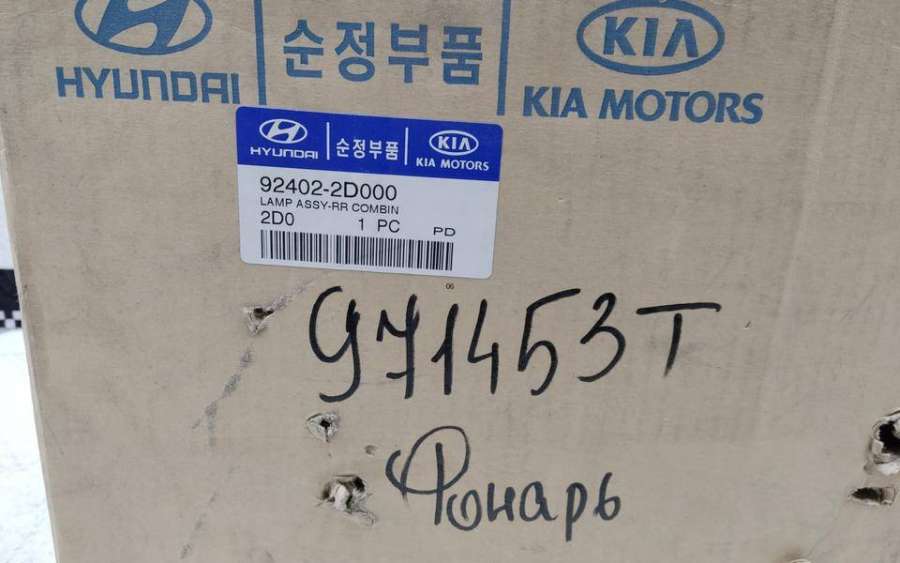 HYUNDAI 순정부품 KIA
KIA MOTORS
HYUNDAI 순정부품 KIA
KIA MOTORS
92402-2D000
LAMP ASSY-RR COMBIN
2D0 1 PC PD
06
971453T
Фонарь